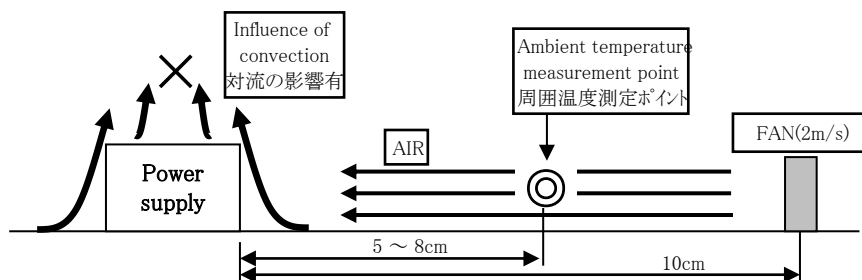 Influence of
convection
対流の影響有
Ambient temperature
measurement point
周囲温度測定ポイント
FAN(2m/s)
AIR
Power
supply
5 ～ 8cm
10cm